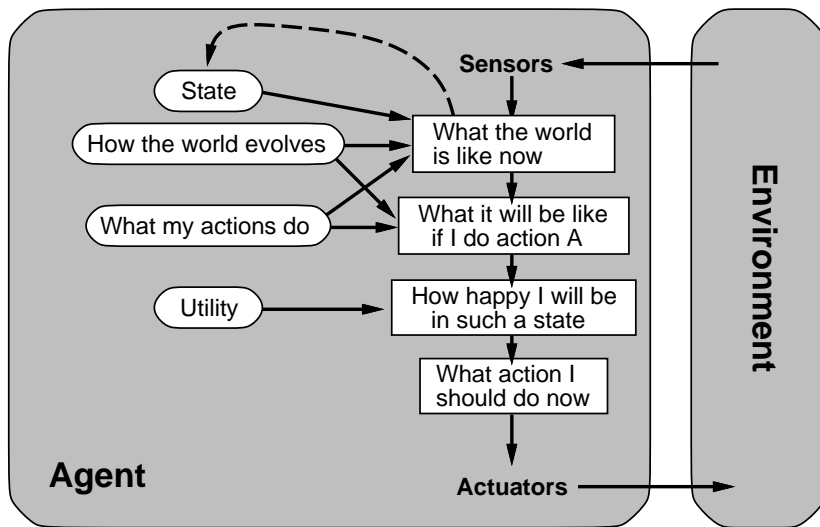 Sensors
State
What the world
is like now
How the world evolves
What my actions do
What it will be like
if I do action A
Utility
How happy I will be
in such a state
What action I
should do now
Agent
Actuators
Environment